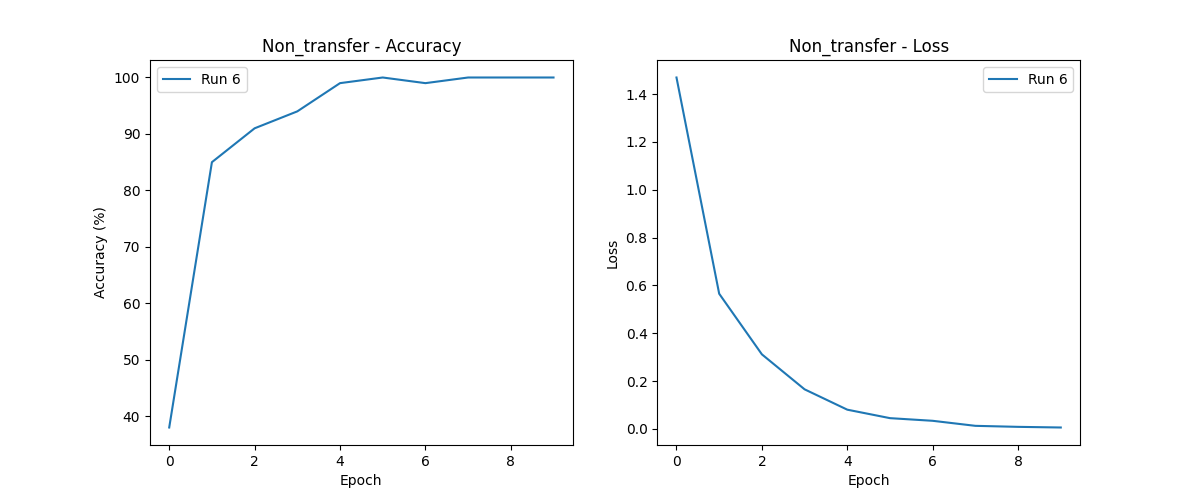 Non_transfer - Accuracy
Run 6
Accuracy (%)
100
90
80
70
60
50
40
0 2 4 6 8
Epoch
Non_transfer - Loss
Run 6
Loss
1.4
1.2
1.0
0.8
0.6
0.4
0.2
0.0
0 2 4 6 8
Epoch